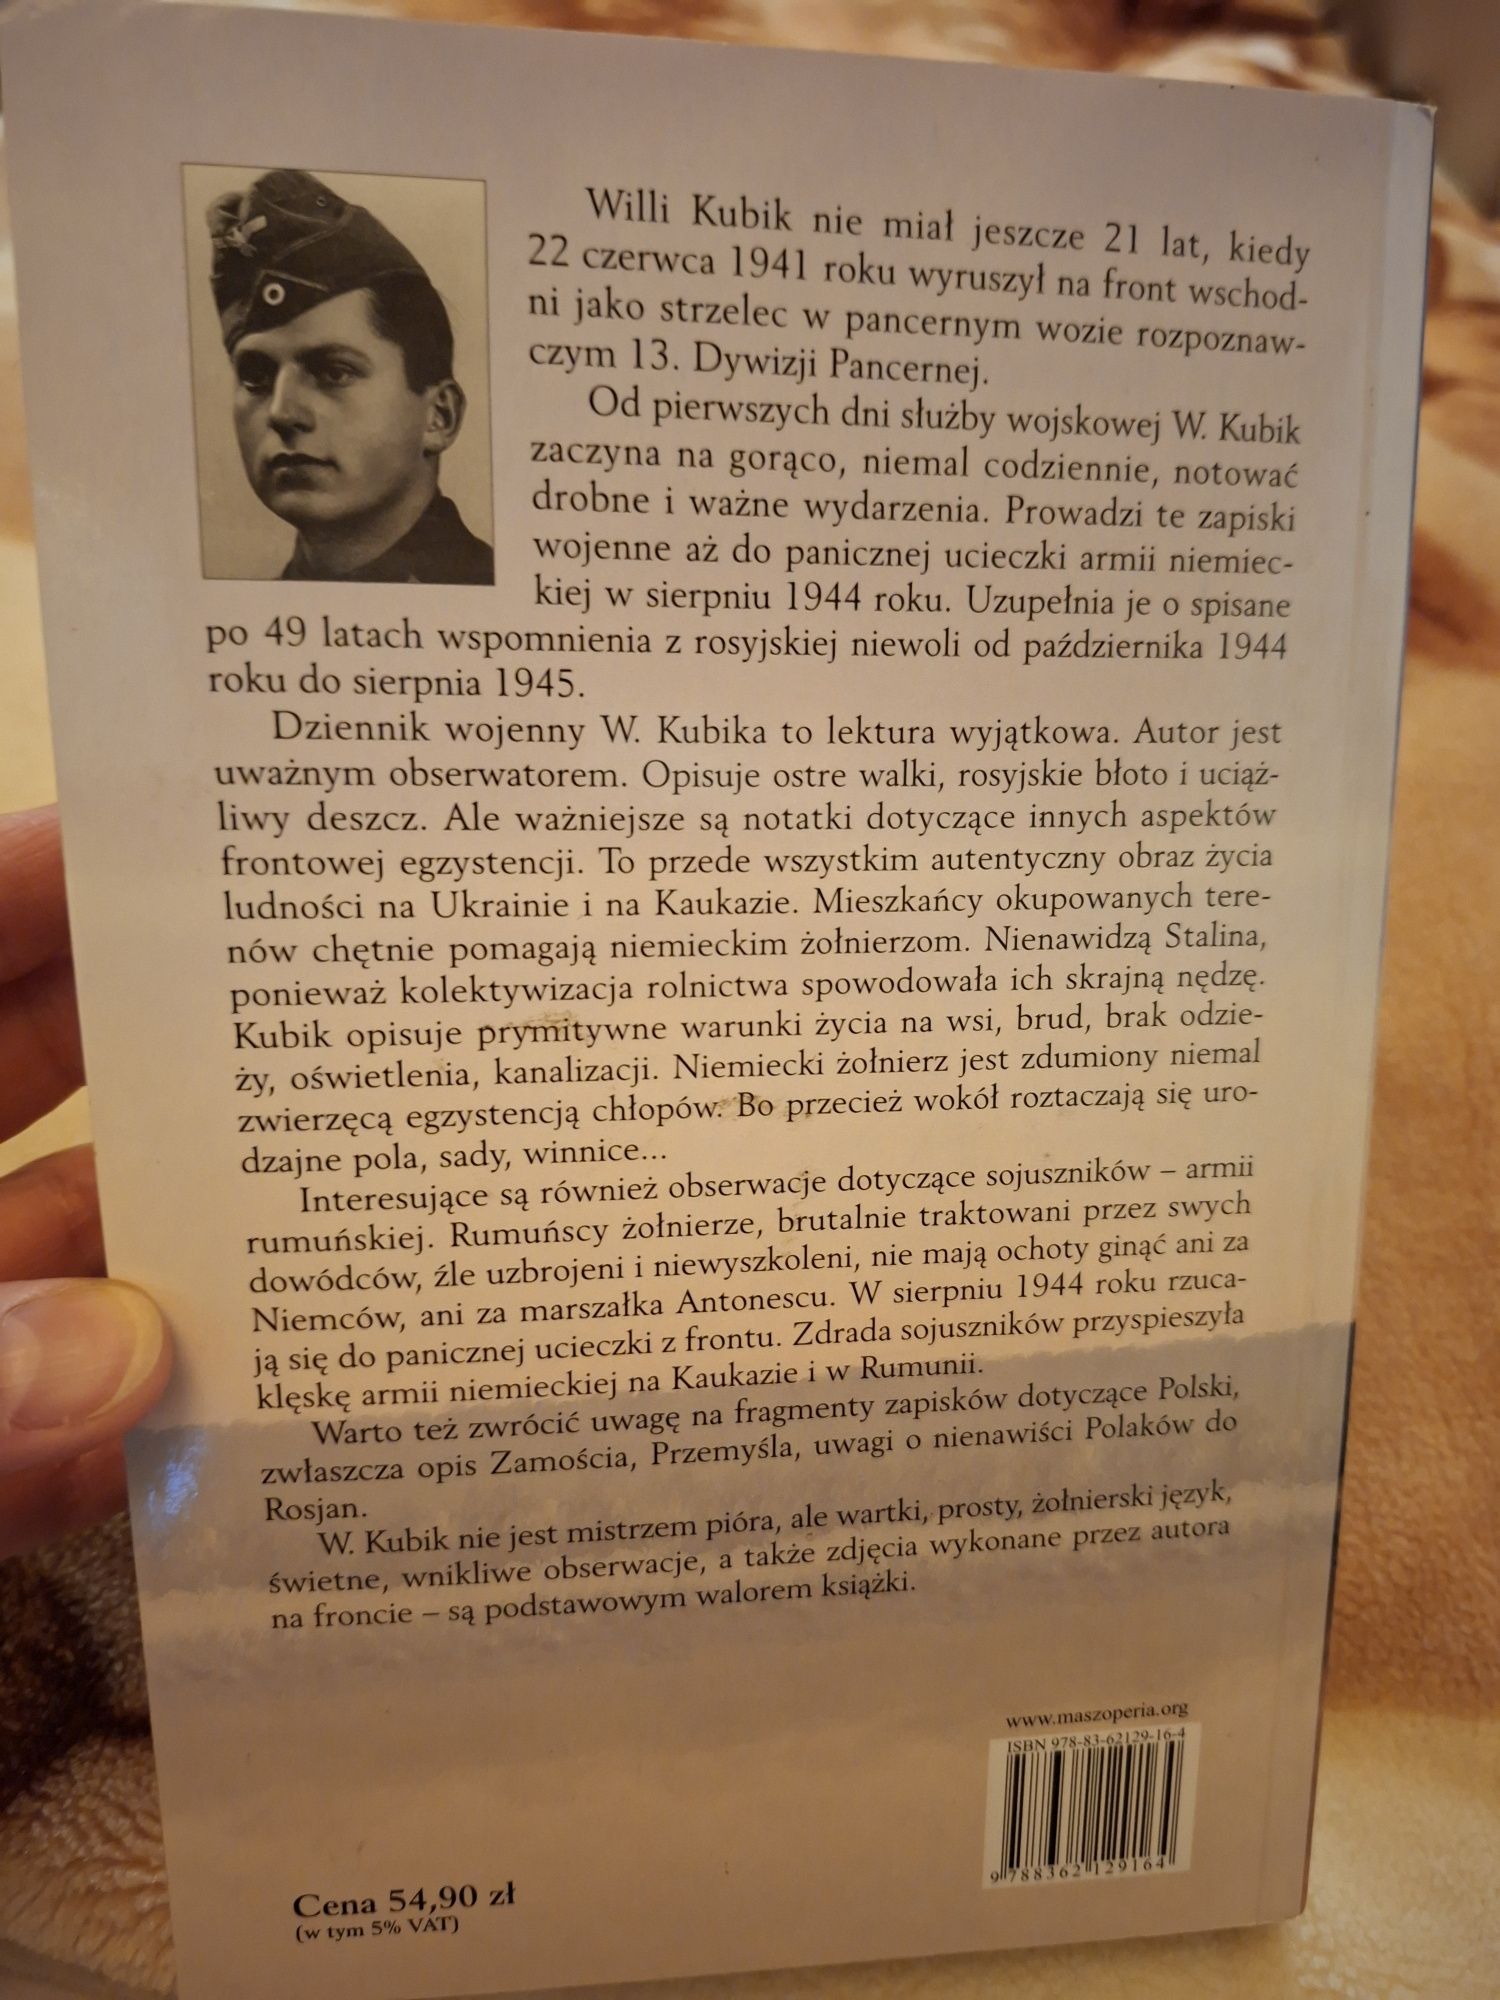 Willi Kubik nie miał jeszcze 21 lat, kiedy
22 czerwca 1941 roku wyruszył na front wschod-
ni jako strzelec w pancernym wozie rozpoznaw-
czym 13. Dywizji Pancernej.
Od pierwszych dni służby wojskowej W. Kubik
zaczyna na gorąco, niemal codziennie, notować
drobne i ważne wydarzenia. Prowadzi te zapiski
wojenne aż do panicznej ucieczki armii niemiec-
kiej w sierpniu 1944 roku. Uzupełnia je o spisane
po 49 latach wspomnienia z rosyjskiej niewoli od października 1944
roku do sierpnia 1945.
Dziennik wojenny W. Kubika to lektura wyjątkowa. Autor jest
uważnym obserwatorem. Opisuje ostre walki, rosyjskie błoto i uciąż-
liwy deszcz. Ale ważniejsze są notatki dotyczące innych aspektów
frontowej egzystencji. To przede wszystkim autentyczny obraz życia
ludności na Ukrainie i na Kaukazie. Mieszkańcy okupowanych tere-
nów chętnie pomagają niemieckim żołnierzom. Nienawidzą Stalina,
ponieważ kolektywizacja rolnictwa spowodowała ich skrajną nędzę.
Kubik opisuje prymitywne warunki życia na wsi, brud, brak odzie-
ży, oświetlenia, kanalizacji. Niemiecki żołnierz jest zdumiony niemal
zwierzęcą egzystencją chłopów. Bo przecież wokół roztaczają się uro-
dzajne pola, sady, winnice...
Interesujące są również obserwacje dotyczące sojuszników – armii
rumuńskiej. Rumuńscy żołnierze, brutalnie traktowani przez swych
dowódców, źle uzbrojeni i niewyszkoleni, nie mają ochoty ginąć ani za
Niemców, ani za marszałka Antonescu. W sierpniu 1944 roku rzuca-
ją się do panicznej ucieczki z frontu. Zdrada sojuszników przyspieszyła
klęskę armii niemieckiej na Kaukazie i w Rumunii.
Warto też zwrócić uwagę na fragmenty zapisków dotyczące Polski,
zwłaszcza opis Zamościa, Przemyśla, uwagi o nienawiści Polaków do
Rosjan.
W. Kubik nie jest mistrzem pióra, ale wartki, prosty, żołnierski język,
świetne, wnikliwe obserwacje, a także zdjęcia wykonane przez autora
na froncie – są podstawowym walorem książki.
www.maszoperia.org
ISBN 978-83-62129-16-4
9 788362 129164
Cena 54,90 zł
(w tym 5% VAT)